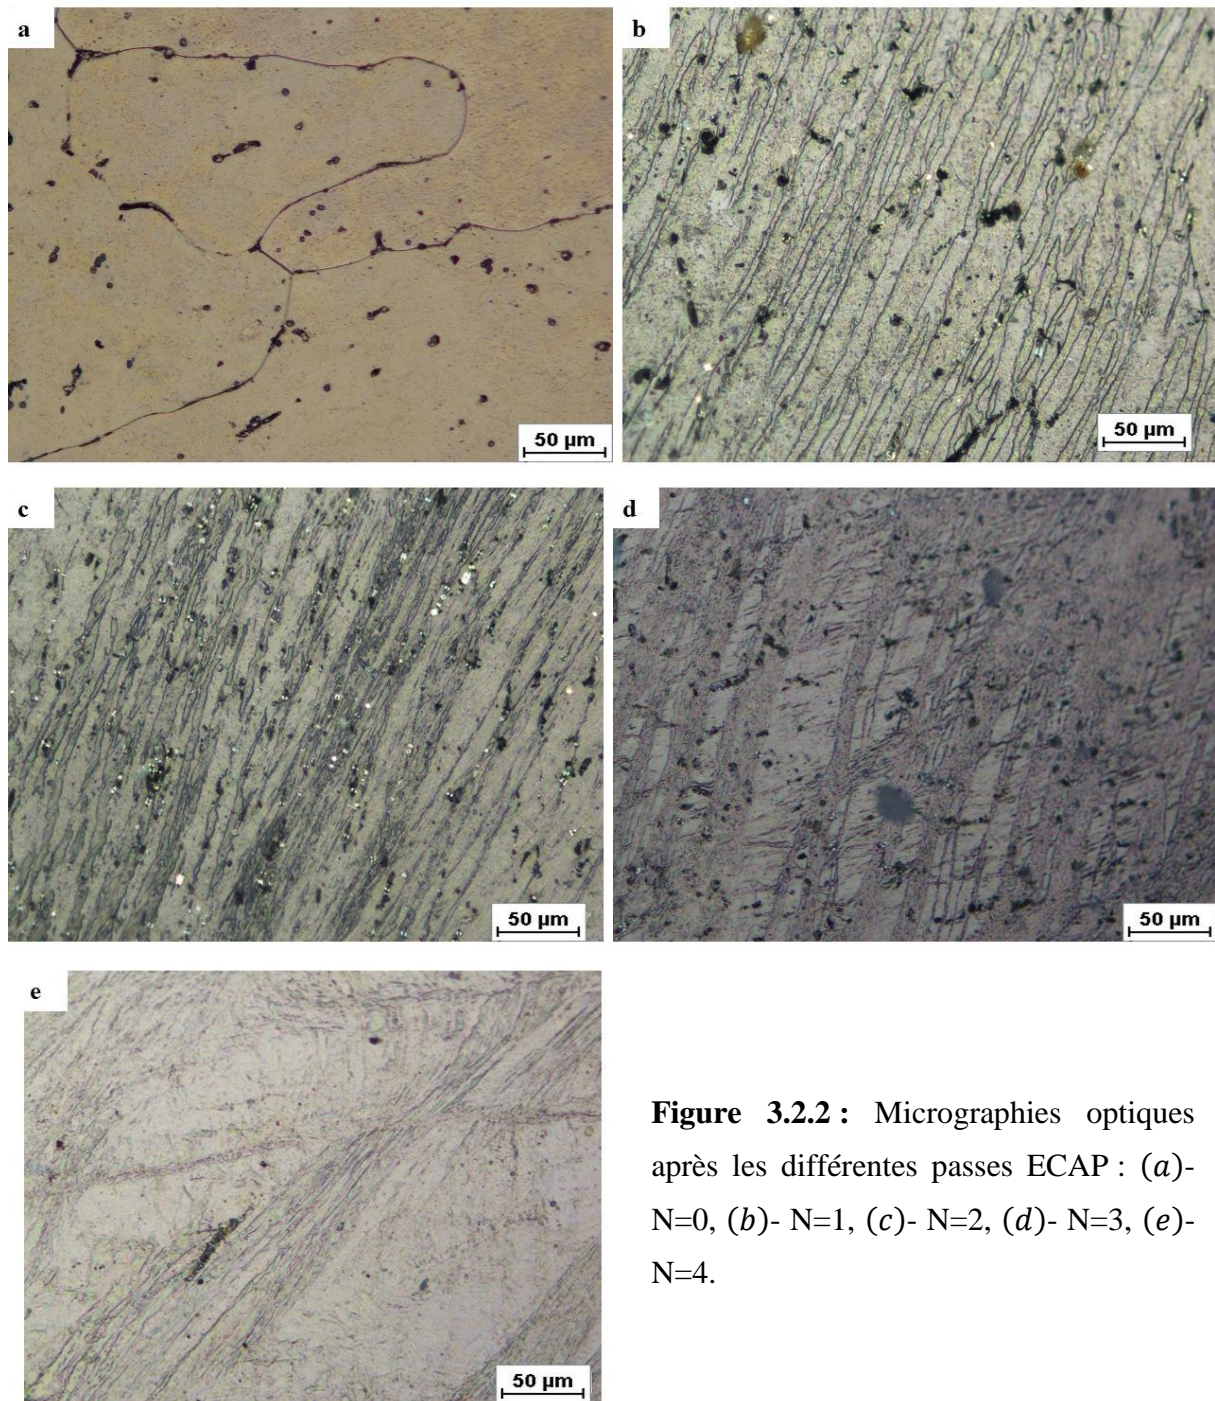 a
b
50 µm
50 µm
c
d
50 µm
50 µm
e
50 µm
Figure 3.2.2 : Micrographies optiques
après les différentes passes ECAP : (a)-
N=0, (b)- N=1, (c)- N=2, (d)- N=3, (e)-
N=4.